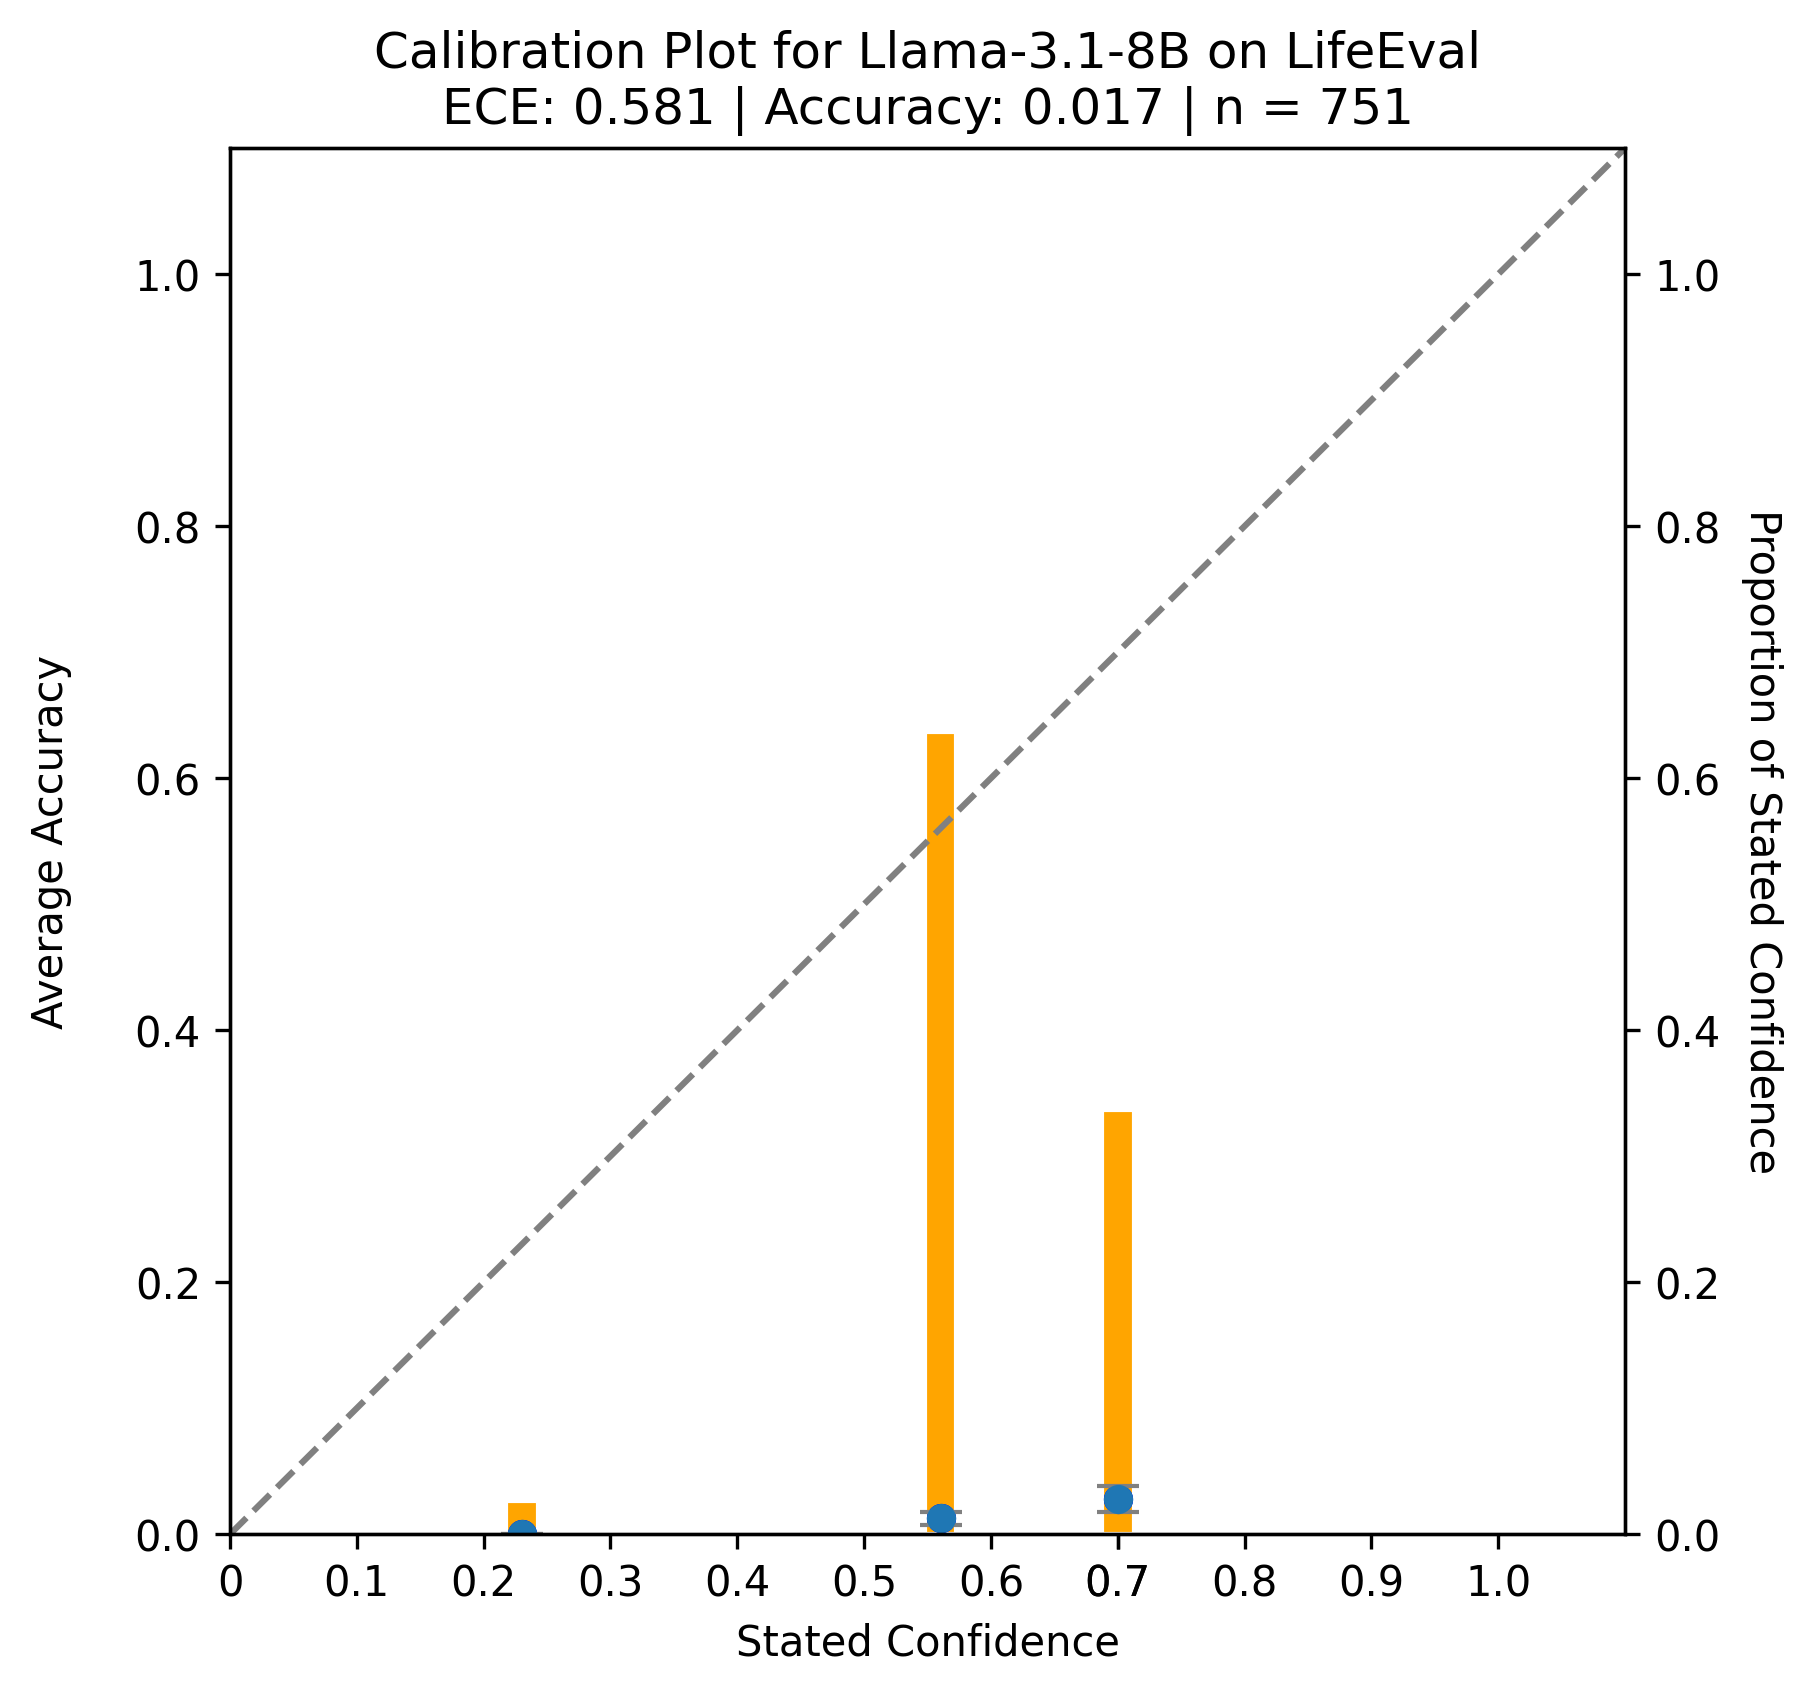 Calibration Plot for Llama-3.1-8B on LifeEval
ECE: 0.581 | Accuracy: 0.017 | n = 751
Average Accuracy
1.0
0.8
0.6
0.4
0.2
0.0
1.0
0.8
0.6
0.4
0.2
0.0
Proportion of Stated Confidence
0 0.1 0.2 0.3 0.4 0.5 0.6 0.7 0.8 0.9 1.0
Stated Confidence